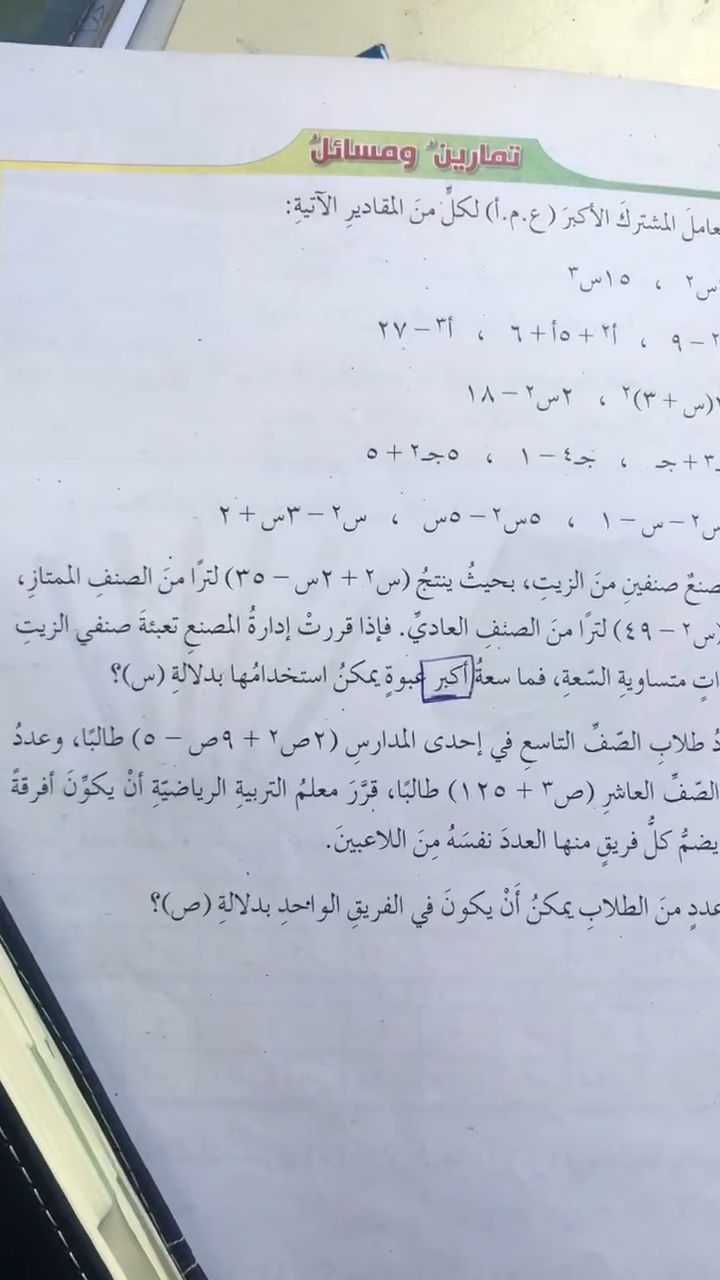 تمارينُ ومسائلُ
المشتركَ الأكبرَ (ع.م.أ) لكلٍّ منَ المقاديرِ الآتيةِ:
س٢ ، ١٥س٣
٢ - ٩ ، أ٢ + ٥أ + ٦ ، أ٣ - ٢٧
(س + ٣)٢ ، ٢س٢ - ١٨
٣ + جـ ، جـ٤ - ١ ، ٥جـ٢ + ٥
س٢ - س - ١ ، ٥س٢ - ٥س ، س٢ - ٣س + ٢
صنفينِ منَ الزيتِ، بحيثُ ينتجُ (س٢ + ٢س - ٣٥) لترًا منَ الصنفِ الممتازِ،
(س٢ - ٤٩) لترًا منَ الصنفِ العاديِّ. فإذا قررتْ إدارةُ المصنعِ تعبئةَ صنفي الزيتِ
متساويةِ السّعةِ، فما سعةُ أكبر عبوةٍ يمكنُ استخدامُها بدلالةِ (س)؟
طلابِ الصّفِّ التاسعِ في إحدى المدارسِ (٢ص٢ + ٩ص - ٥) طالبًا، وعددُ
الصّفِّ العاشرِ (ص٣ + ١٢٥) طالبًا، قرَّرَ معلمُ التربيةِ الرياضيّةِ أنْ يكوِّنَ أفرقةً
يضمُّ كلُّ فريقٍ منها العددَ نفسَهُ مِنَ اللاعبينَ.
عددٍ منَ الطلابِ يمكنُ أَنْ يكونَ في الفريقِ الواحدِ بدلالةِ (ص)؟